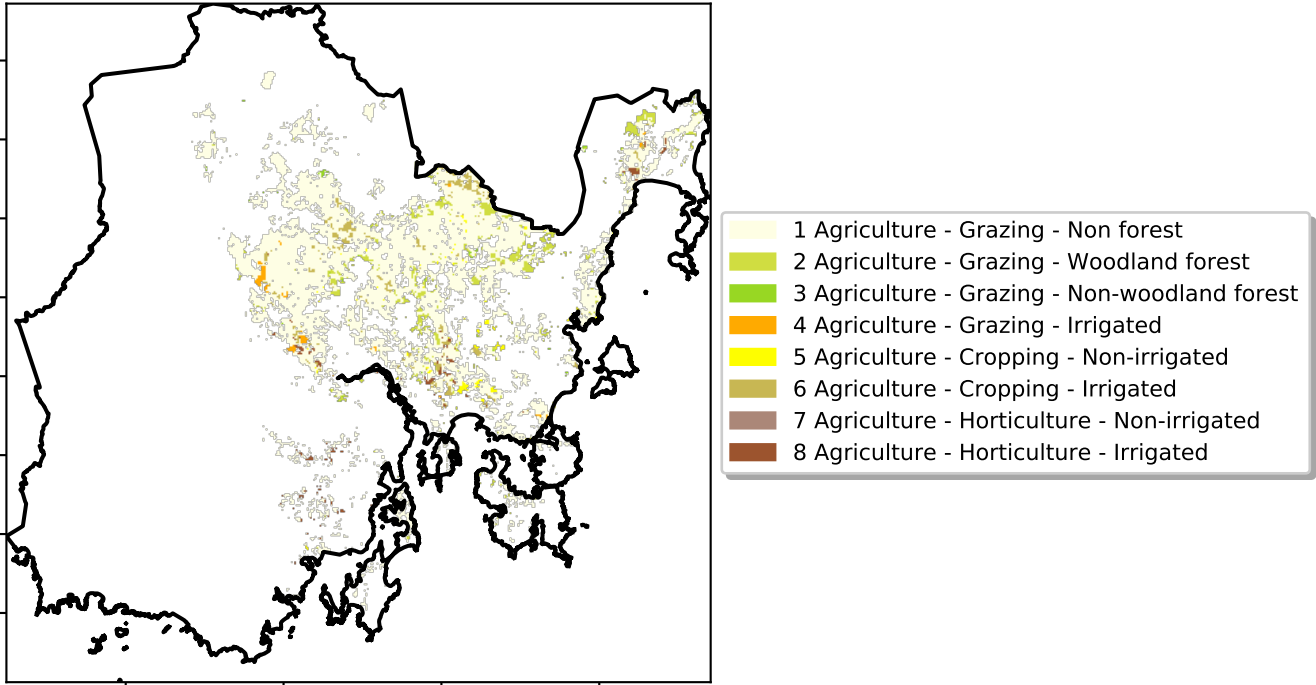 1 Agriculture - Grazing - Non forest
2 Agriculture - Grazing - Woodland forest
3 Agriculture - Grazing - Non-woodland forest
4 Agriculture - Grazing - Irrigated
5 Agriculture - Cropping - Non-irrigated
6 Agriculture - Cropping - Irrigated
7 Agriculture - Horticulture - Non-irrigated
8 Agriculture - Horticulture - Irrigated